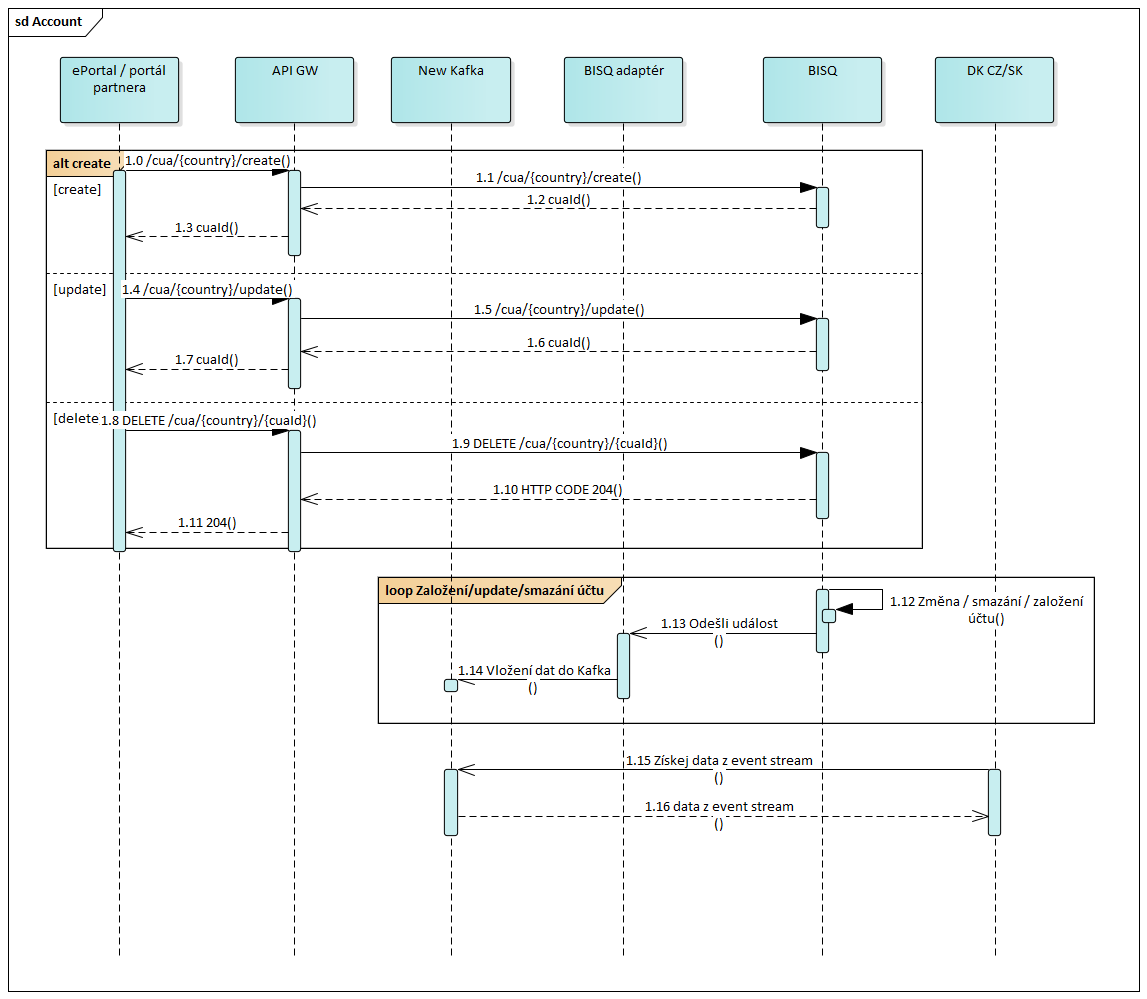 sd Account
ePortal / portál
partnera
API GW
New Kafka
BISQ adaptér
BISQ
DK CZ/SK
alt create
1.0 /cua/{country}/create()
[create]
1.1 /cua/{country}/create()
1.2 cuaId()
1.3 cuaId()
[update]
1.4 /cua/{country}/update()
1.5 /cua/{country}/update()
1.6 cuaId()
1.7 cuaId()
[delete
1.8 DELETE /cua/{country}/{cuaId}()
1.9 DELETE /cua/{country}/{cuaId}()
1.10 HTTP CODE 204()
1.11 204()
loop Založení/update/smazání účtu
1.12 Změna / smazání / založení
účtu()
1.13 Odešli událost
()
1.14 Vložení dat do Kafka
()
1.15 Získej data z event stream
()
1.16 data z event stream
()